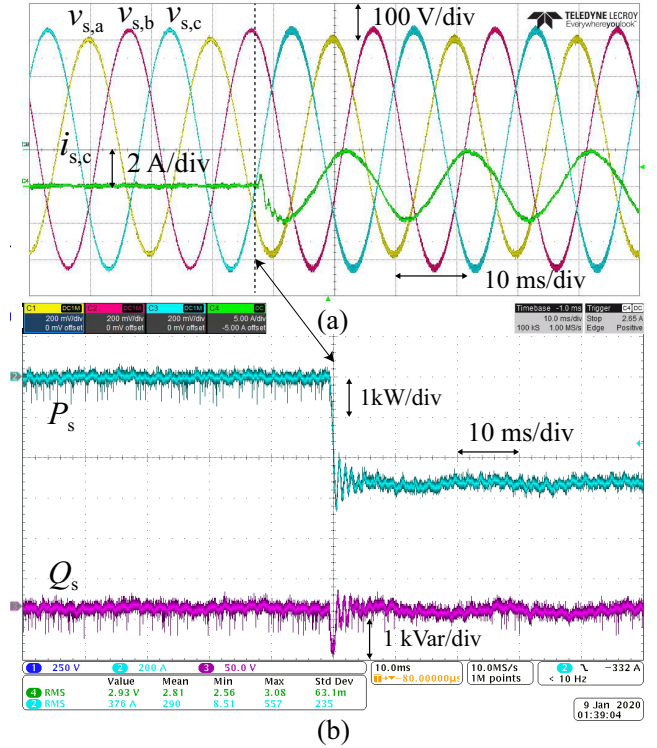 v_s,a v_s,b v_s,c
100 V/div
TELEDYNE LECROY
Everywhereyoulook™
i_s,c
2 A/div
10 ms/div
C1 DC1M C2 DC1M C3 DC1M C4 DC
200 mV/div 200 mV/div 200 mV/div 5.00 A/div
0 mV offset 0 mV offset 0 mV offset -5.00 A offset
(a)
Timebase -1.0 ms Trigger C4 DC
10.0 ms/div Stop 2.65 A
100 kS 1.00 MS/s Edge Positive
2
P_s
1kW/div
10 ms/div
Q_s
1 kVar/div
1 250 V 2 200 A 3 50.0 V 10.0ms 10.0MS/s 2 -332 A
T→▾-80.00000µs 1M points < 10 Hz
Value Mean Min Max Std Dev
4 RMS 2.93 V 2.81 2.56 3.08 63.1m
2 RMS 376 A 290 8.51 557 235
9 Jan 2020
01:39:04
(b)